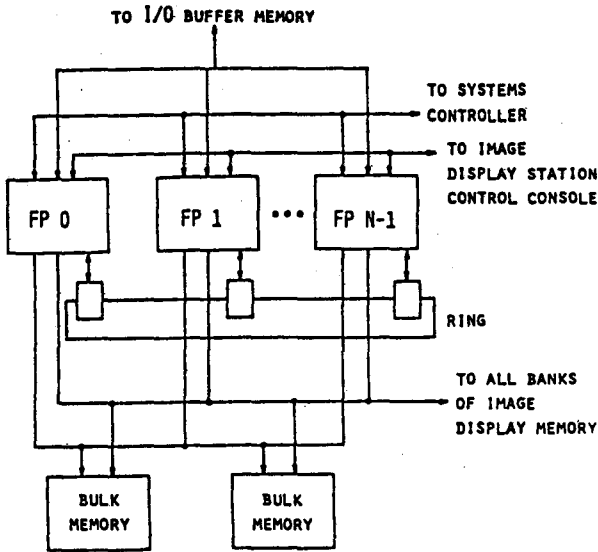 TO I/O BUFFER MEMORY
TO SYSTEMS
CONTROLLER
TO IMAGE
DISPLAY STATION
CONTROL CONSOLE
FP 0
FP 1
•••
FP N-1
RING
TO ALL BANKS
OF IMAGE
DISPLAY MEMORY
BULK
MEMORY
BULK
MEMORY